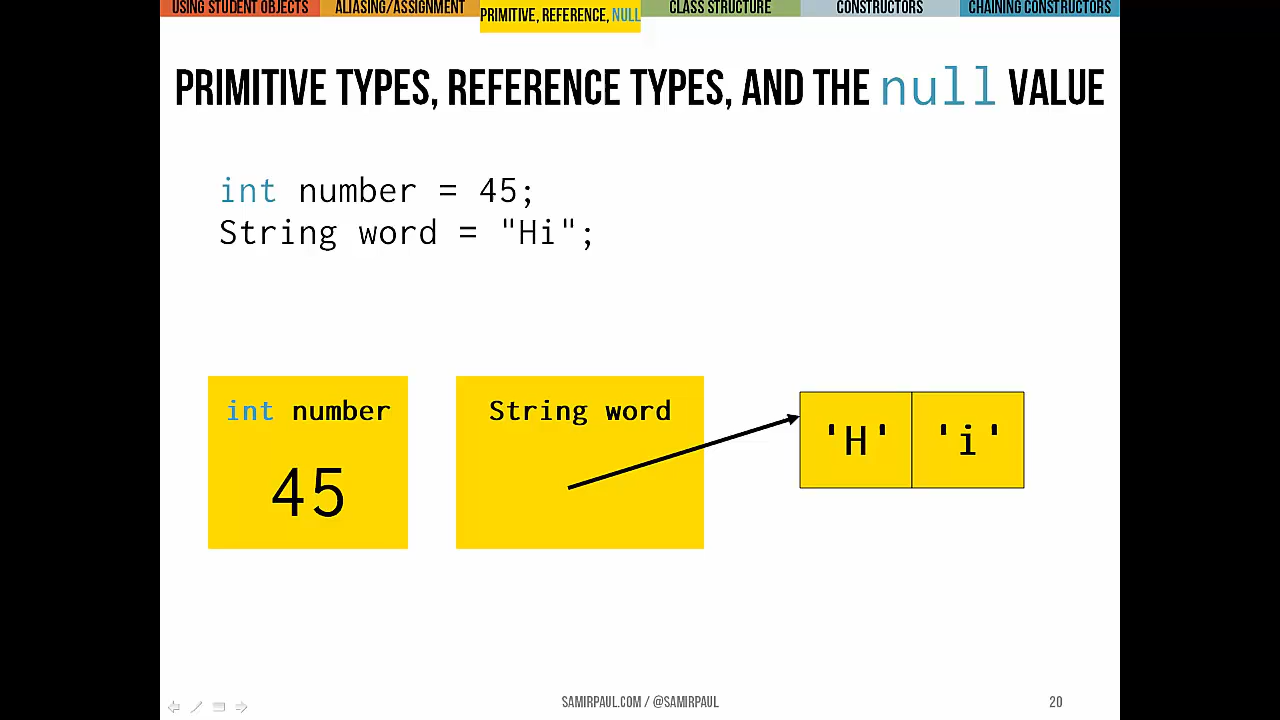 USING STUDENT OBJECTS ALIASING/ASSIGNMENT PRIMITIVE, REFERENCE, NULL CLASS STRUCTURE CONSTRUCTORS CHAINING CONSTRUCTORS
PRIMITIVE TYPES, REFERENCE TYPES, AND THE null VALUE
int number = 45;
String word = "Hi";
int number
45
String word
'H' 'i'
SAMIRPAUL.COM / @SAMIRPAUL
20